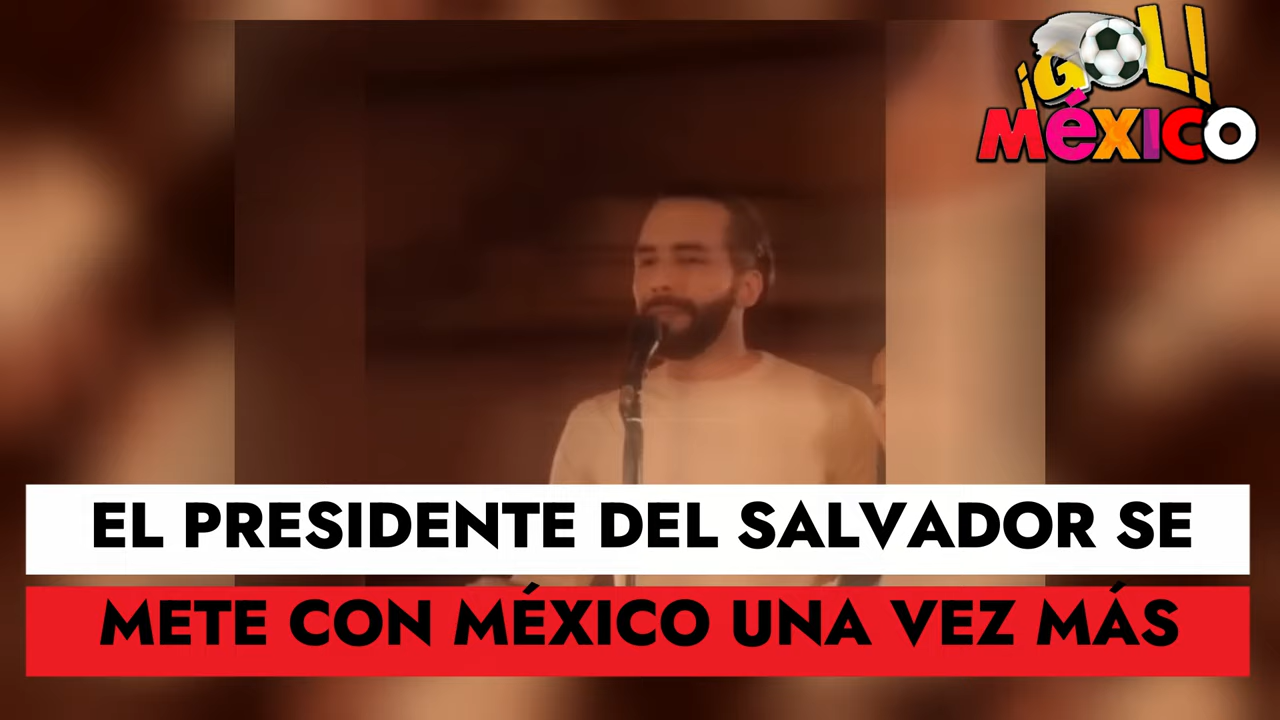 ¡GOL!
MéXICO
EL PRESIDENTE DEL SALVADOR SE
METE CON MÉXICO UNA VEZ MÁS